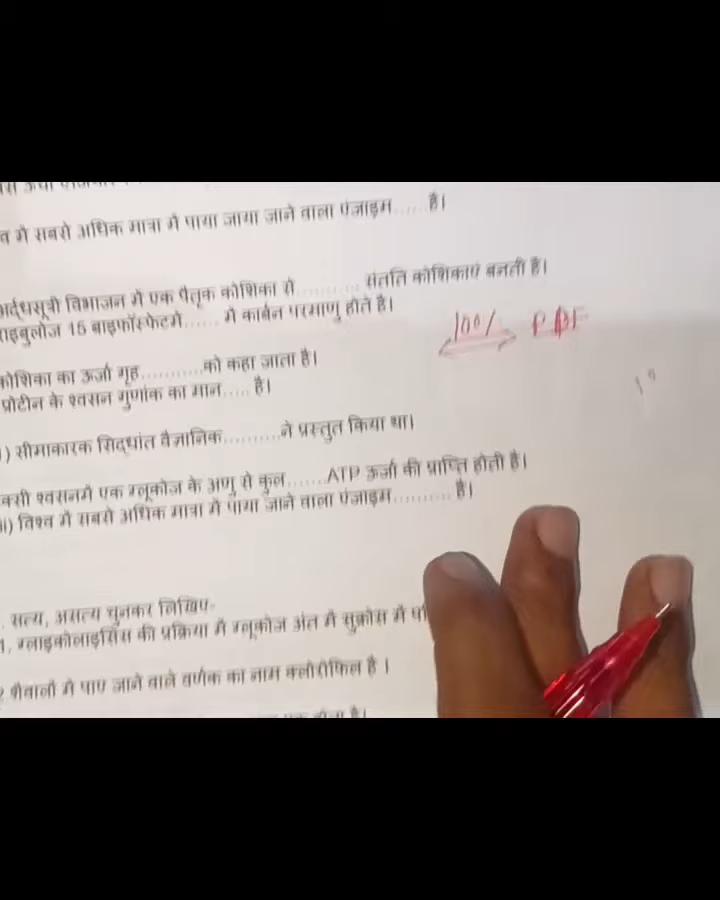 व में सबसे अधिक मात्रा में पाया जाया जाने वाला एंजाइम......है।
अर्द्धसूत्री विभाजन में एक पैतृक कोशिका से.......... संतति कोशिकाएं बनती है।
राइबुलोज 15 बाइफॉस्फेटमे...... में कार्बन परमाणु होते है।
100% PDF
कोशिका का ऊर्जा गृह...........को कहा जाता है।
प्रोटीन के श्वसन गुणांक का मान..... है।
) सीमाकारक सिद्धांत वैज्ञानिक..........ने प्रस्तुत किया था।
क्सी श्वसनमें एक ग्लूकोज के अणु से कुल.......ATP ऊर्जा की प्राप्ति होती है।
ii) विश्व में सबसे अधिक मात्रा में पाया जाने वाला एंजाइम.......... है।
. सत्य, असत्य चुनकर लिखिए-
1, ग्लाइकोलाइसिस की प्रक्रिया में ग्लूकोज अंत में सुक्रोस में
2 शैवालों में पाए जाने वाले वर्णक का नाम क्लोरोफिल है ।
होता है।